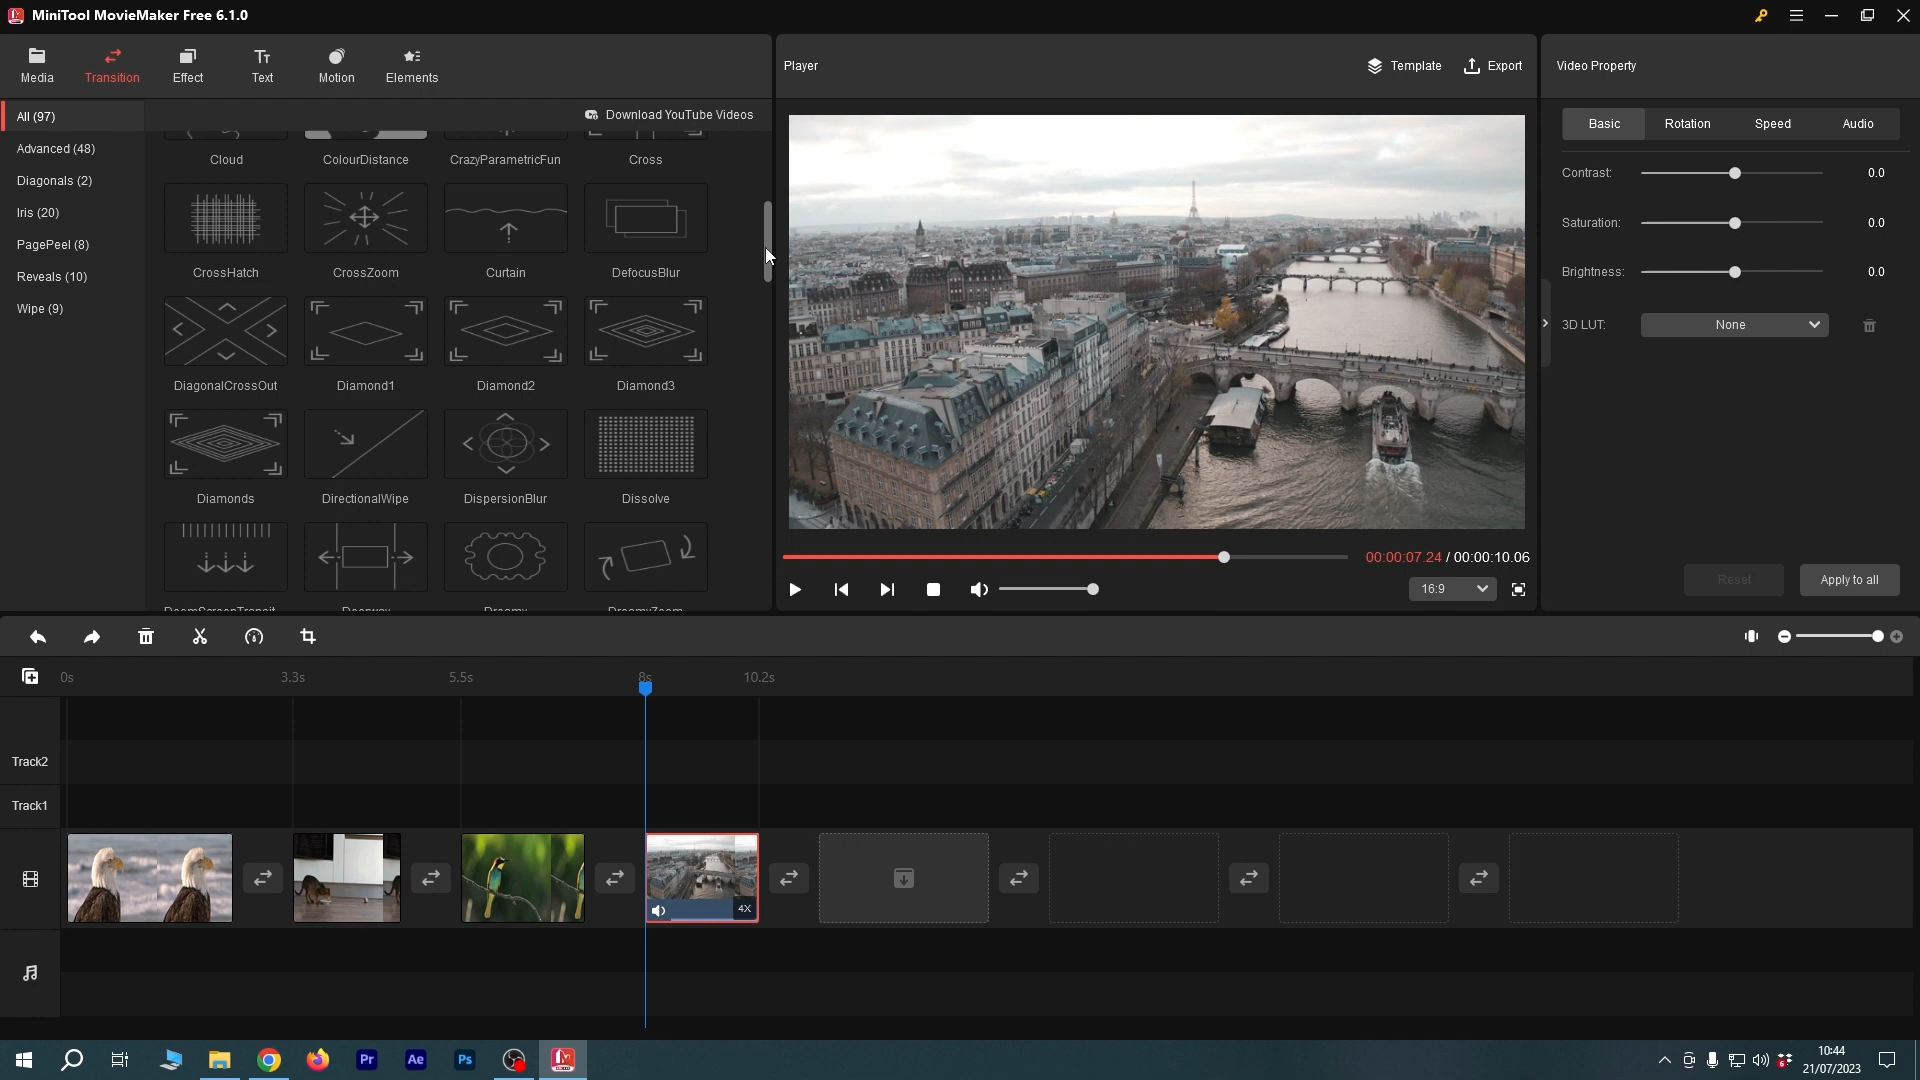 MiniTool MovieMaker Free 6.1.0
Media
Transition
Effect
Text
Motion
Elements
Player
Template
Export
Video Property
All (97)
Advanced (48)
Diagonals (2)
Iris (20)
PagePeel (8)
Reveals (10)
Wipe (9)
Download YouTube Videos
Cloud
ColourDistance
CrazyParametricFun
Cross
CrossHatch
CrossZoom
Curtain
DefocusBlur
DiagonalCrossOut
Diamond1
Diamond2
Diamond3
Diamonds
DirectionalWipe
DispersionBlur
Dissolve
DoomScreenTransit
Doorway
Dreamy
DreamyZoom
Basic
Rotation
Speed
Audio
Contrast:
0.0
Saturation:
0.0
Brightness:
0.0
3D LUT:
None
Reset
Apply to all
00:00:07.24 / 00:00:10.06
16:9
0s
3.3s
5.5s
8s
10.2s
Track2
Track1
4X
Pr
Ae
Ps
6
10:44
21/07/2023